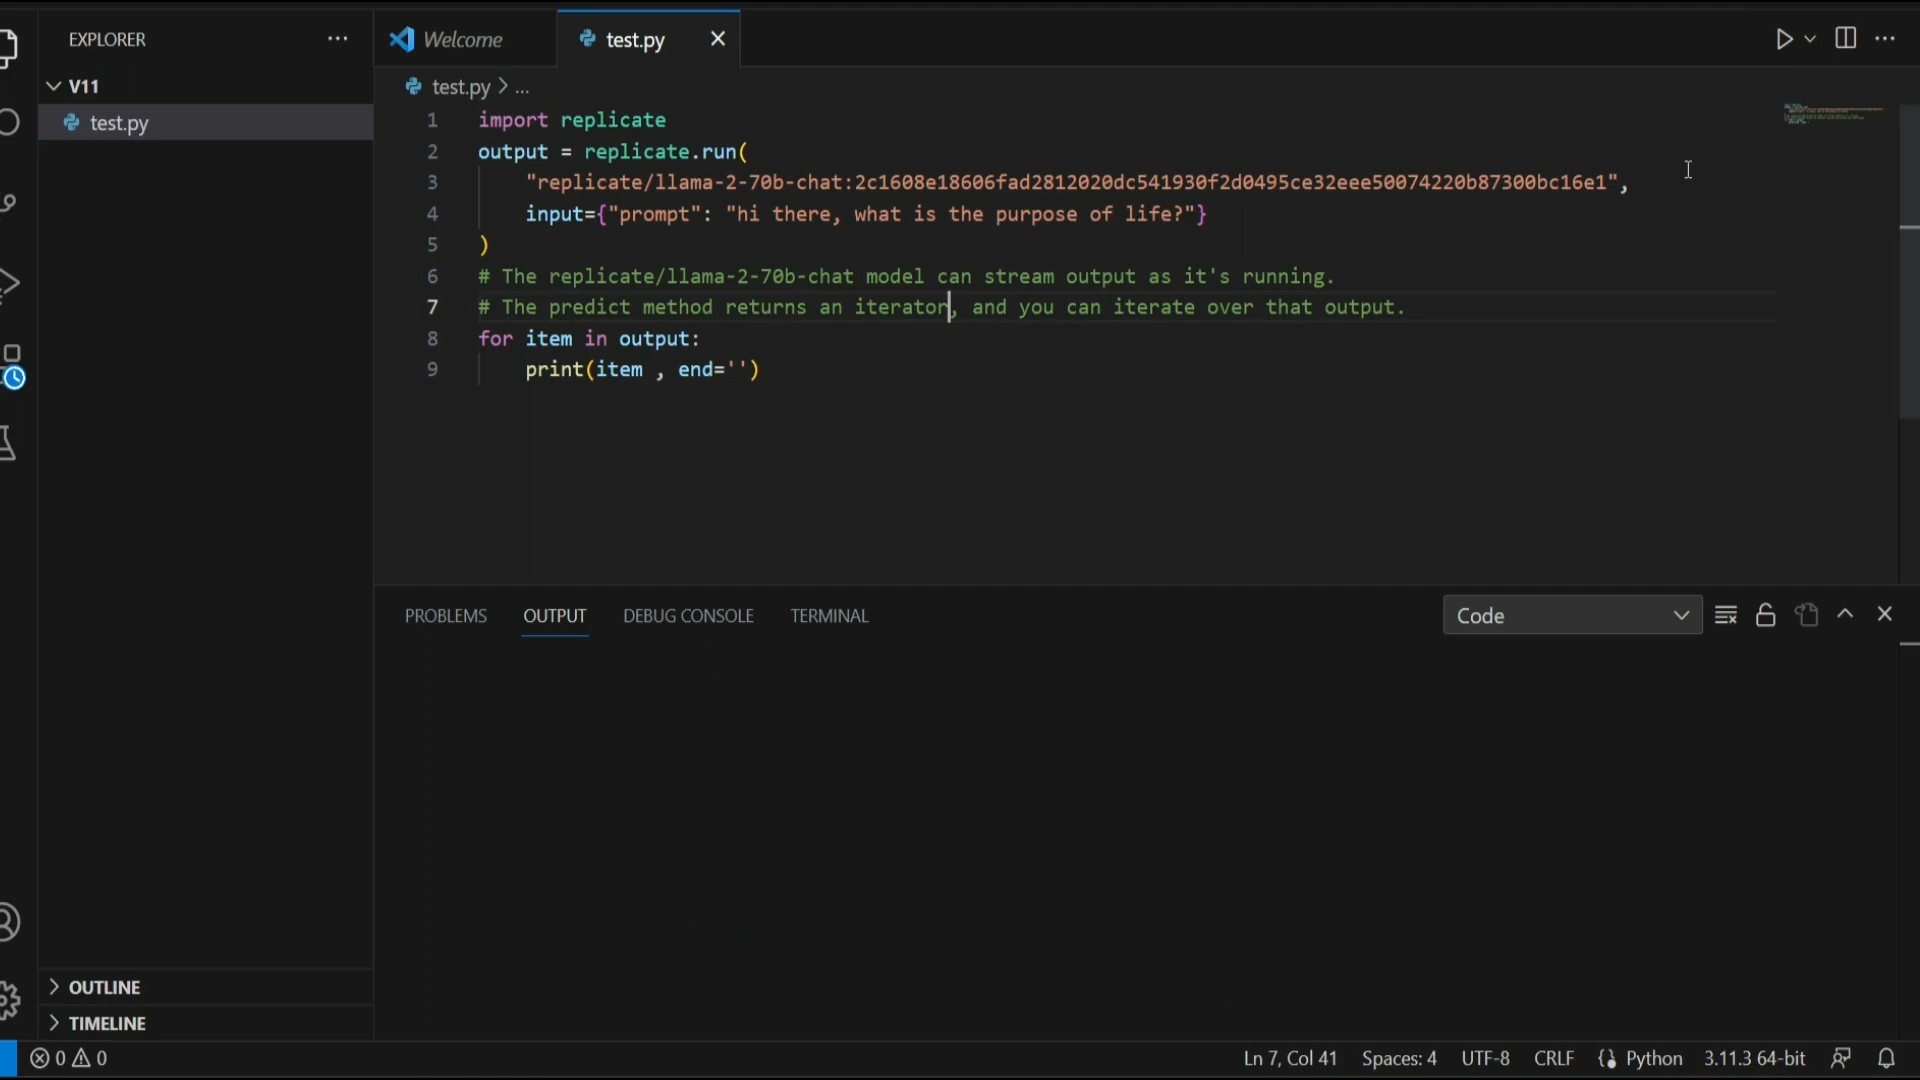 EXPLORER
V11
test.py
Welcome
test.py
test.py > ...
1 import replicate
2 output = replicate.run(
3 "replicate/llama-2-70b-chat:2c1608e18606fad2812020dc541930f2d0495ce32eee50074220b87300bc16e1",
4 input={"prompt": "hi there, what is the purpose of life?"}
5 )
6 # The replicate/llama-2-70b-chat model can stream output as it's running.
7 # The predict method returns an iterator, and you can iterate over that output.
8 for item in output:
9 print(item , end='')
PROBLEMS OUTPUT DEBUG CONSOLE TERMINAL
Code
OUTLINE
TIMELINE
0 0 Ln 7, Col 41 Spaces: 4 UTF-8 CRLF Python 3.11.3 64-bit